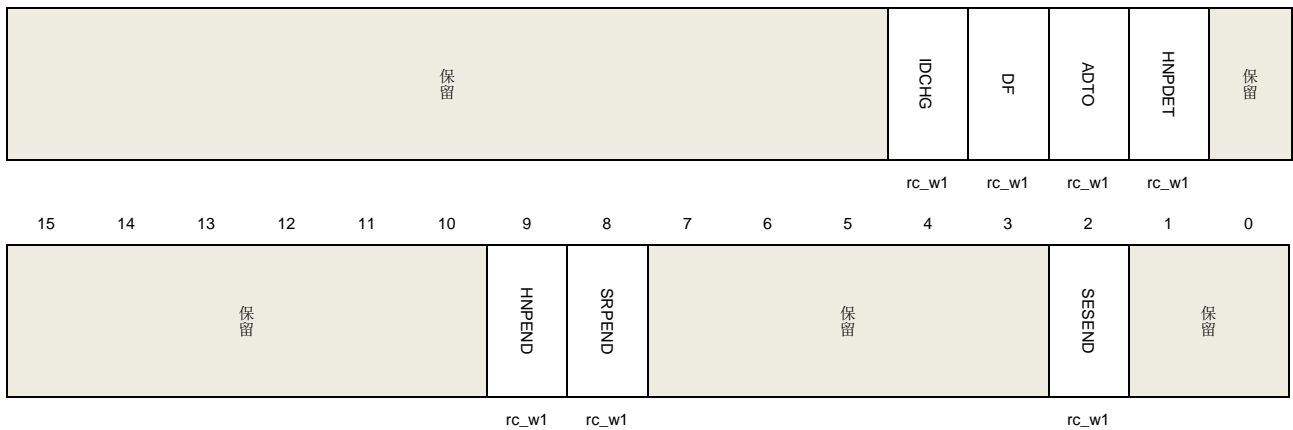 保留 IDCHG DF ADTO HNPDET 保留
rc_w1 rc_w1 rc_w1 rc_w1
15 14 13 12 11 10 9 8 7 6 5 4 3 2 1 0
保留 HNPEND SRPEND 保留 SESEND 保留
rc_w1 rc_w1 rc_w1